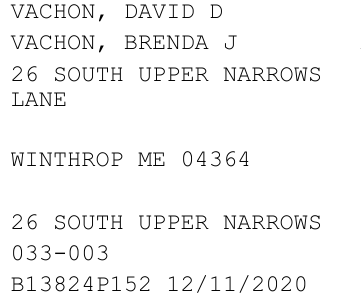 VACHON, DAVID D
VACHON, BRENDA J
26 SOUTH UPPER NARROWS
LANE
WINTHROP ME 04364
26 SOUTH UPPER NARROWS
033-003
B13824P152 12/11/2020